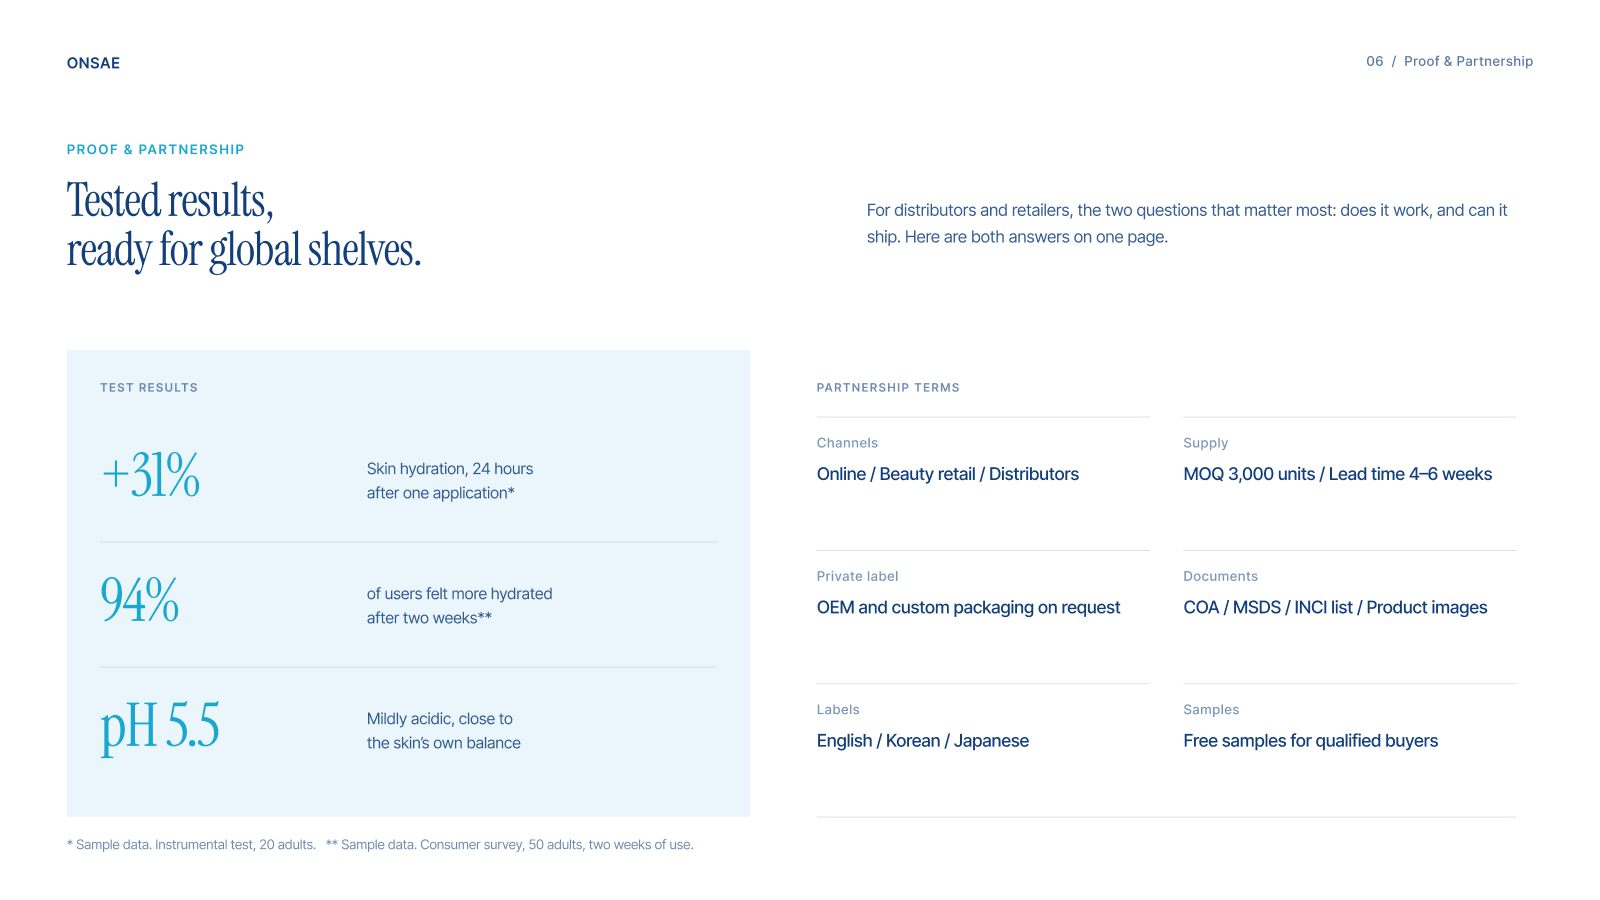 ONSAE
06 / Proof & Partnership
PROOF & PARTNERSHIP
Tested results,
ready for global shelves.
For distributors and retailers, the two questions that matter most: does it work, and can it
ship. Here are both answers on one page.
TEST RESULTS
+31%
Skin hydration, 24 hours
after one application*
94%
of users felt more hydrated
after two weeks**
pH 5.5
Mildly acidic, close to
the skin’s own balance
* Sample data. Instrumental test, 20 adults.   ** Sample data. Consumer survey, 50 adults, two weeks of use.
PARTNERSHIP TERMS
Channels
Online / Beauty retail / Distributors
Supply
MOQ 3,000 units / Lead time 4–6 weeks
Private label
OEM and custom packaging on request
Documents
COA / MSDS / INCI list / Product images
Labels
English / Korean / Japanese
Samples
Free samples for qualified buyers